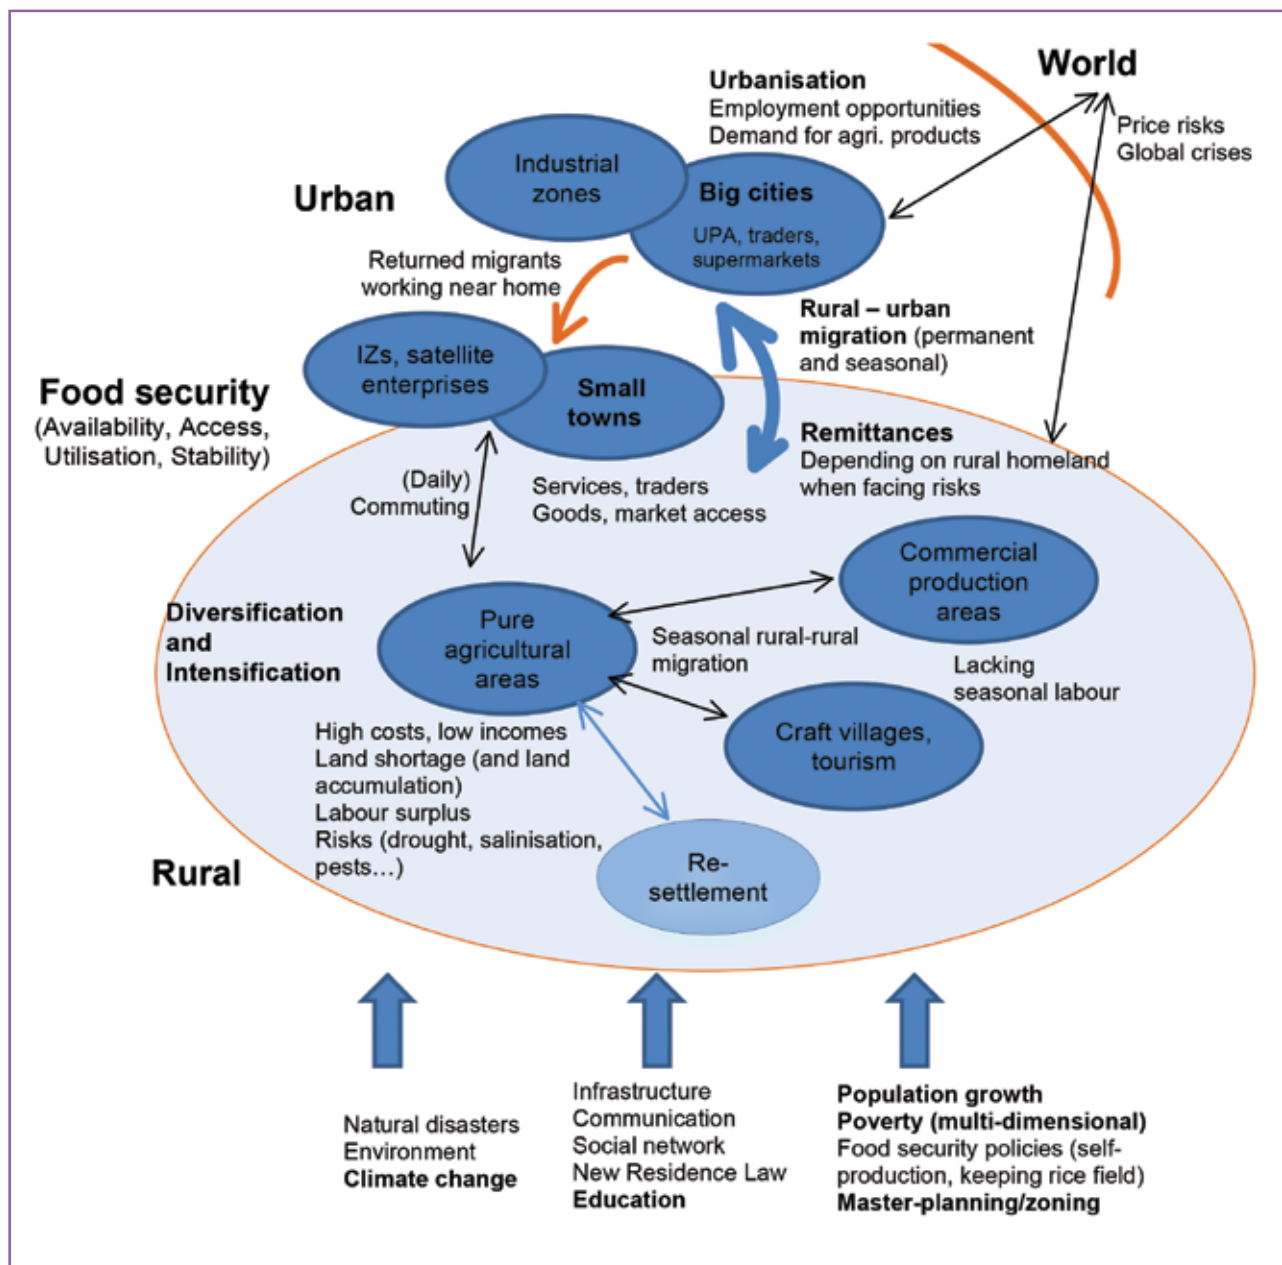 World
Urbanisation
Employment opportunities
Demand for agri. products
Price risks
Global crises
Industrial
zones
Big cities
UPA, traders,
supermarkets
Urban
Returned migrants
working near home
Rural – urban
migration (permanent
and seasonal)
IZs, satellite
enterprises
Small
towns
Food security
(Availability, Access,
Utilisation, Stability)
Remittances
Depending on rural homeland
when facing risks
(Daily)
Commuting
Services, traders
Goods, market access
Commercial
production
areas
Diversification
and
Intensification
Pure
agricultural
areas
Seasonal rural-rural
migration
Lacking
seasonal labour
Craft villages,
tourism
High costs, low incomes
Land shortage (and land
accumulation)
Labour surplus
Risks (drought, salinisation,
pests…)
Rural
Re-
settlement
Natural disasters
Environment
Climate change
Infrastructure
Communication
Social network
New Residence Law
Education
Population growth
Poverty (multi-dimensional)
Food security policies (self-
production, keeping rice field)
Master-planning/zoning